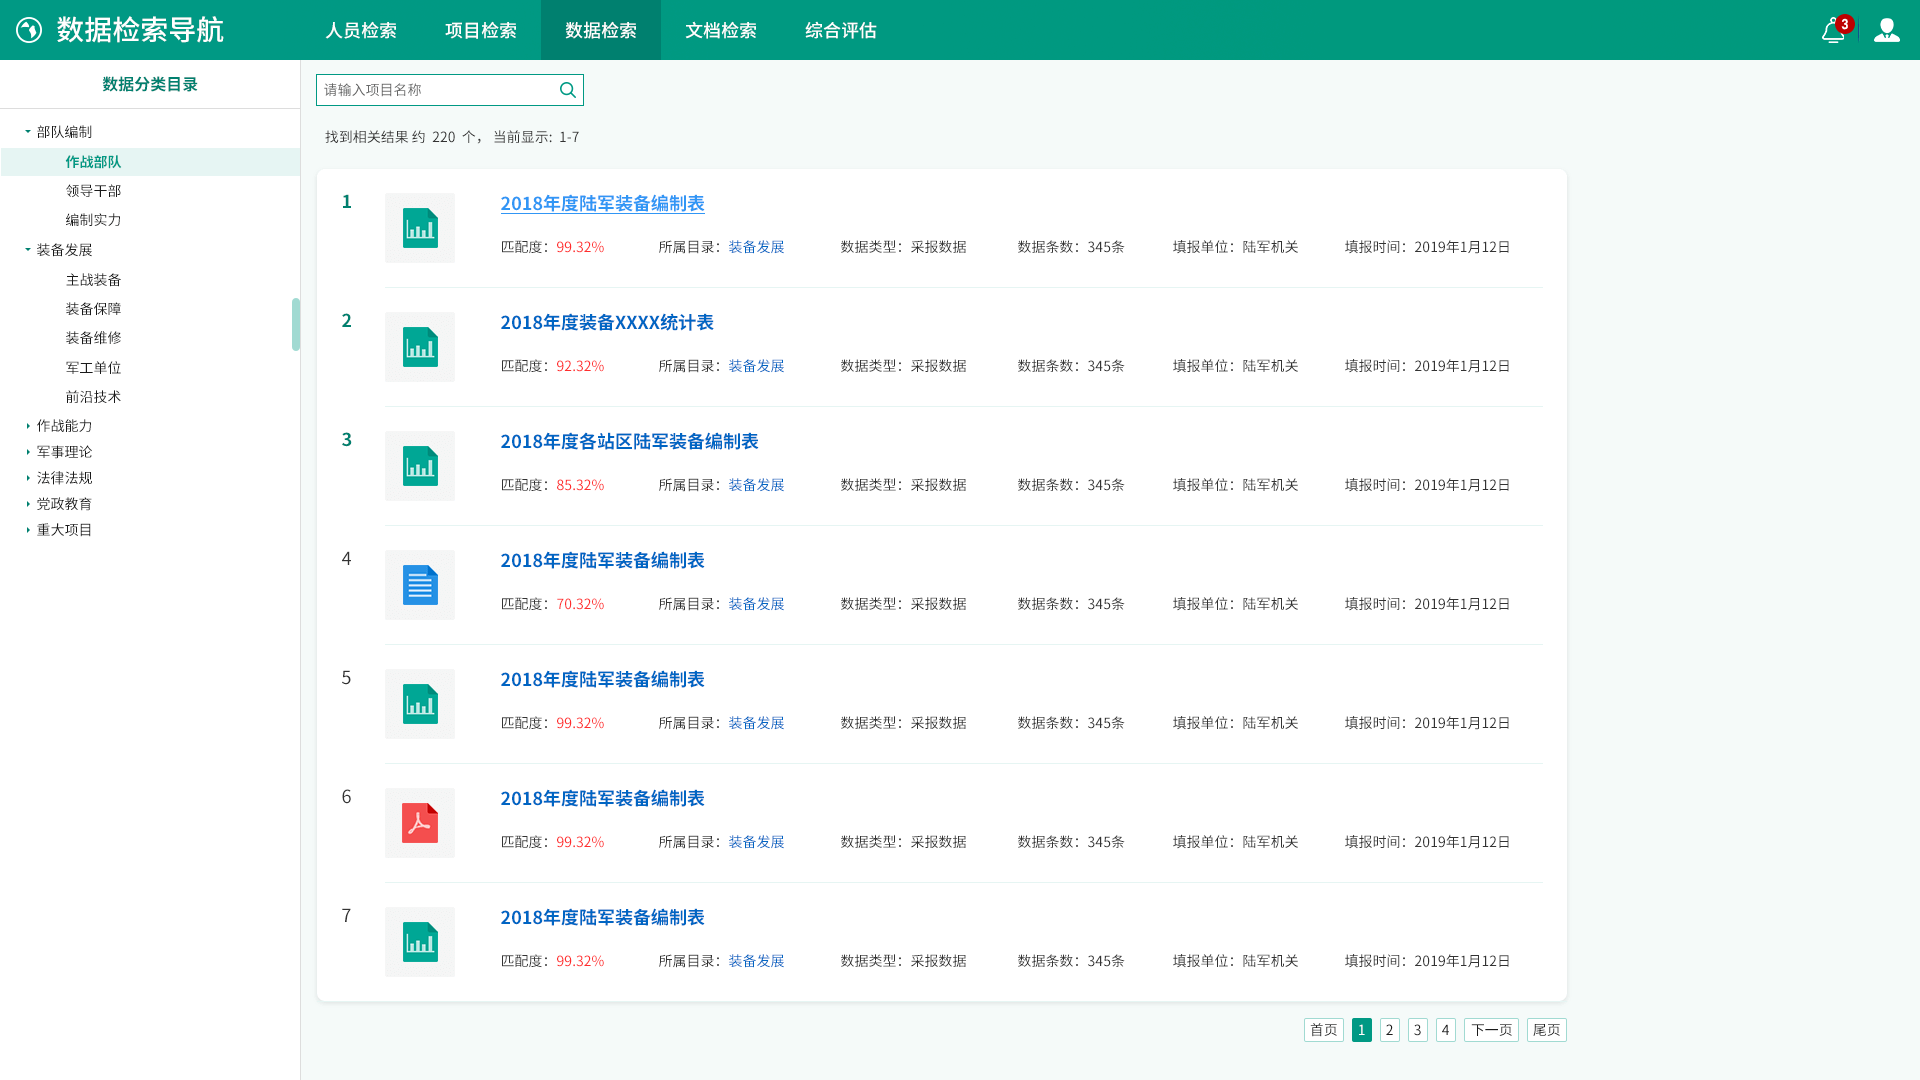 数据检索导航 人员检索 项目检索 数据检索 文档检索 综合评估 3
数据分类目录
部队编制
作战部队
领导干部
编制实力
装备发展
主战装备
装备保障
装备维修
军工单位
前沿技术
作战能力
军事理论
法律法规
党政教育
重大项目
请输入项目名称
找到相关结果 约 220 个， 当前显示: 1-7
1 2018年度陆军装备编制表
匹配度：99.32% 所属目录：装备发展 数据类型：采报数据 数据条数：345条 填报单位：陆军机关 填报时间：2019年1月12日
2 2018年度装备XXXX统计表
匹配度：92.32% 所属目录：装备发展 数据类型：采报数据 数据条数：345条 填报单位：陆军机关 填报时间：2019年1月12日
3 2018年度各站区陆军装备编制表
匹配度：85.32% 所属目录：装备发展 数据类型：采报数据 数据条数：345条 填报单位：陆军机关 填报时间：2019年1月12日
4 2018年度陆军装备编制表
匹配度：70.32% 所属目录：装备发展 数据类型：采报数据 数据条数：345条 填报单位：陆军机关 填报时间：2019年1月12日
5 2018年度陆军装备编制表
匹配度：99.32% 所属目录：装备发展 数据类型：采报数据 数据条数：345条 填报单位：陆军机关 填报时间：2019年1月12日
6 2018年度陆军装备编制表
匹配度：99.32% 所属目录：装备发展 数据类型：采报数据 数据条数：345条 填报单位：陆军机关 填报时间：2019年1月12日
7 2018年度陆军装备编制表
匹配度：99.32% 所属目录：装备发展 数据类型：采报数据 数据条数：345条 填报单位：陆军机关 填报时间：2019年1月12日
首页 1 2 3 4 下一页 尾页